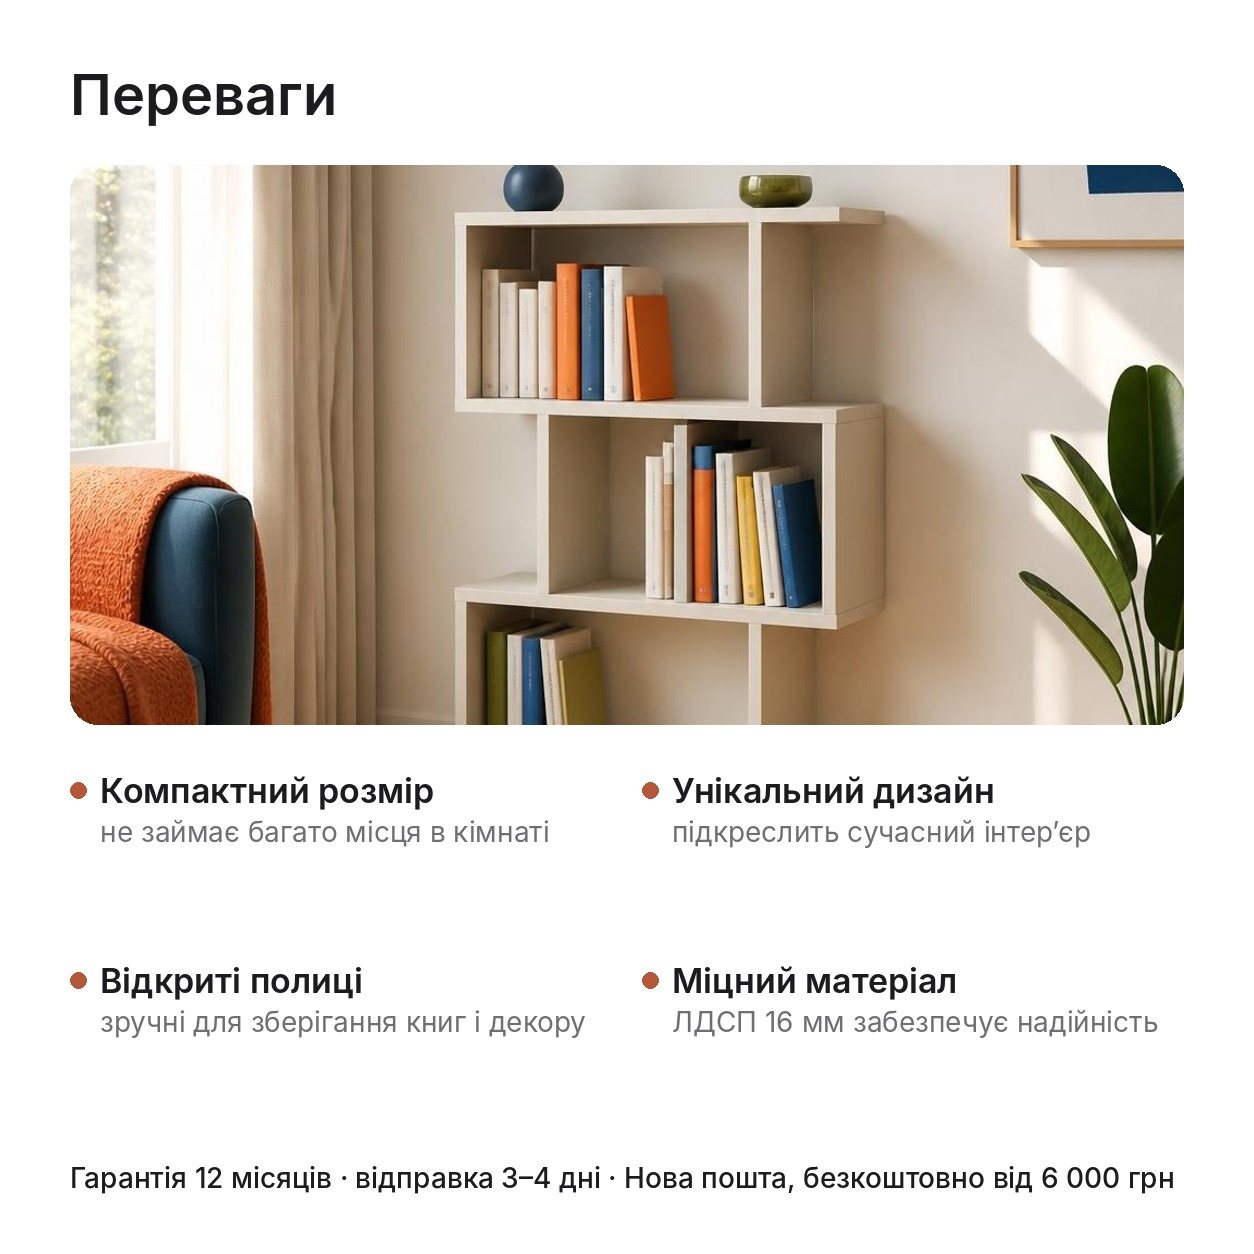 Переваги
Компактний розмір
не займає багато місця в кімнаті
Унікальний дизайн
підкреслить сучасний інтер’єр
Відкриті полиці
зручні для зберігання книг і декору
Міцний матеріал
ЛДСП 16 мм забезпечує надійність
Гарантія 12 місяців · відправка 3–4 дні · Нова пошта, безкоштовно від 6 000 грн